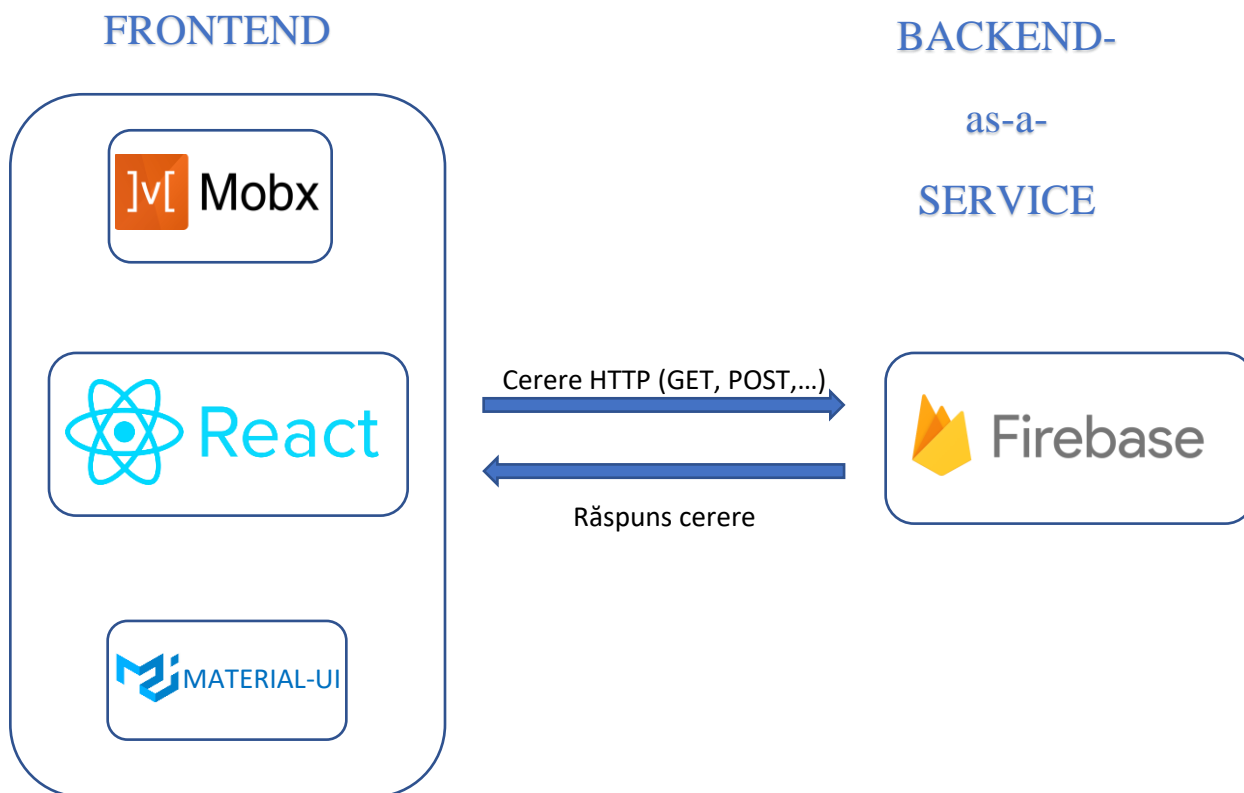 FRONTEND
BACKEND-
as-a-
SERVICE
]v[ Mobx
React
Cerere HTTP (GET, POST,...)
Răspuns cerere
Firebase
MATERIAL-UI